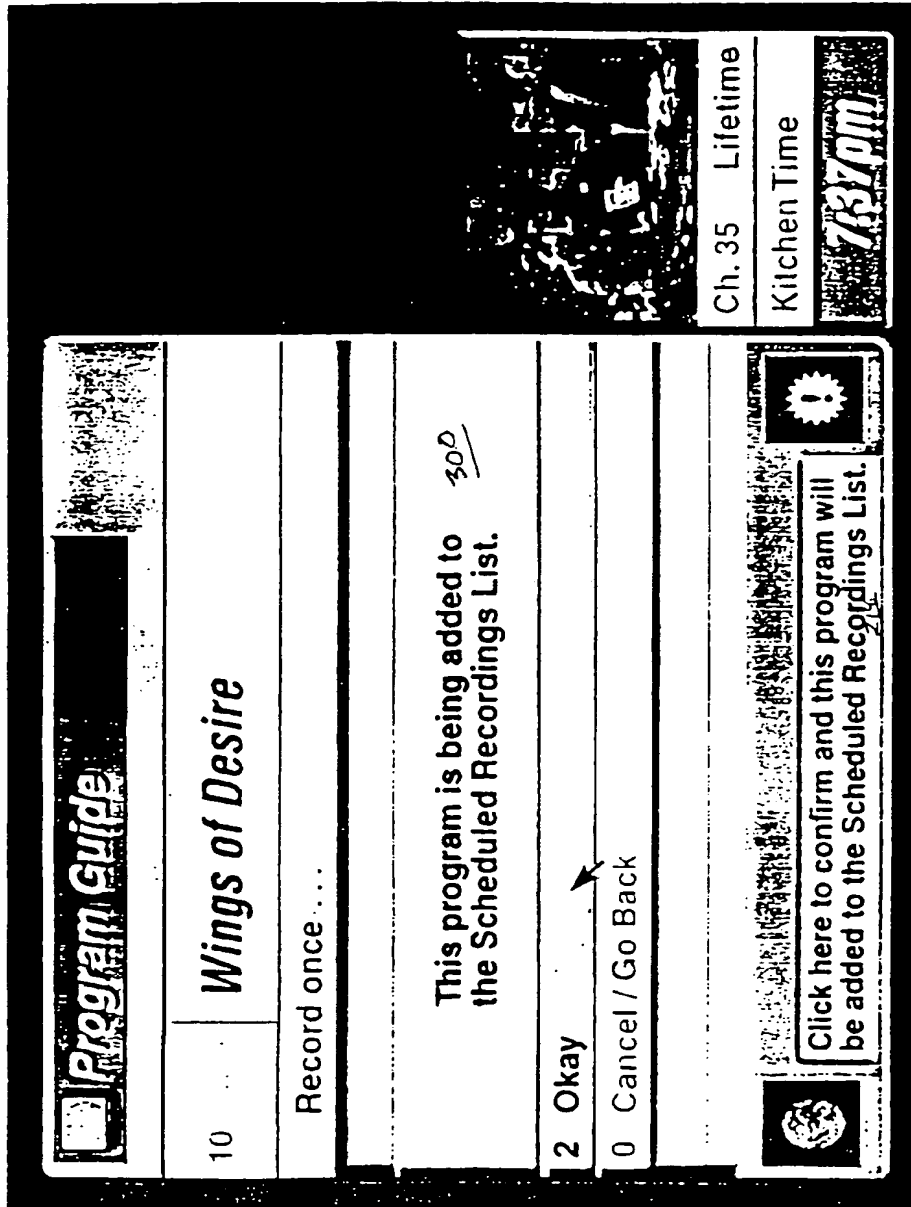 Program Guide
10
Wings of Desire
Record once...
This program is being added to
the Scheduled Recordings List.
300
2 Okay
0 Cancel / Go Back
Click here to confirm and this program will
be added to the Scheduled Recordings List.
!
Ch. 35 Lifetime
Kitchen Time
7:37pm